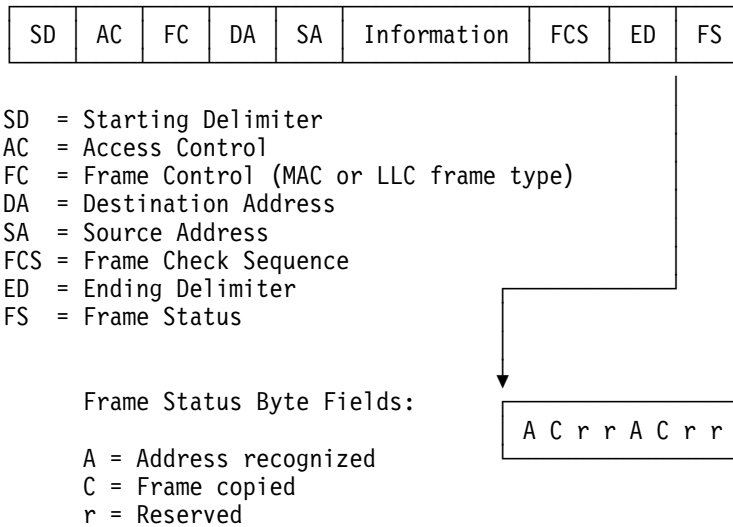 SD AC FC DA SA Information FCS ED FS
SD = Starting Delimiter
AC = Access Control
FC = Frame Control (MAC or LLC frame type)
DA = Destination Address
SA = Source Address
FCS = Frame Check Sequence
ED = Ending Delimiter
FS = Frame Status
Frame Status Byte Fields:
A C r r A C r r
A = Address recognized
C = Frame copied
r = Reserved